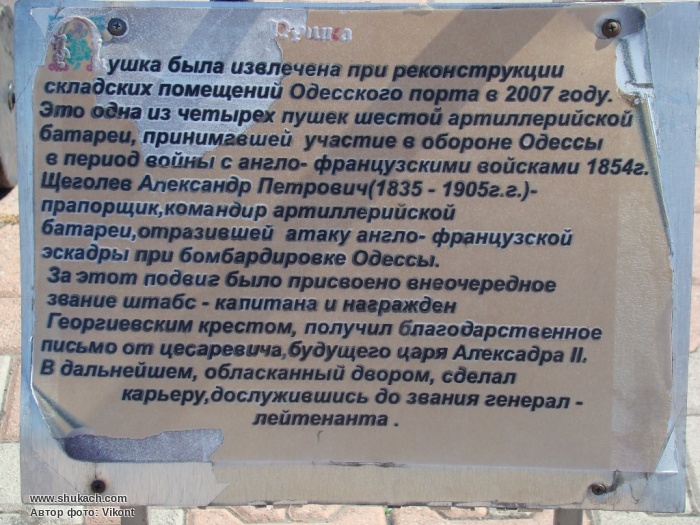 Пушка
Пушка была извлечена при реконструкции
складских помещений Одесского порта в 2007 году.
Это одна из четырех пушек шестой артиллерийской
батареи, принимавшей участие в обороне Одессы
в период войны с англо- французскими войсками 1854г.
Щеголев Александр Петрович(1835 - 1905г.г.)-
прапорщик,командир артиллерийской
батареи,отразившей атаку англо- французской
эскадры при бомбардировке Одессы.
За этот подвиг было присвоено внеочередное
звание штабс - капитана и награжден
Георгиевским крестом, получил благодарственное
письмо от цесаревича,будущего царя Алексадра II.
В дальнейшем, обласканный двором, сделал
карьеру,дослужившись до звания генерал -
лейтенанта .
www.shukach.com
Автор фото: Vikont